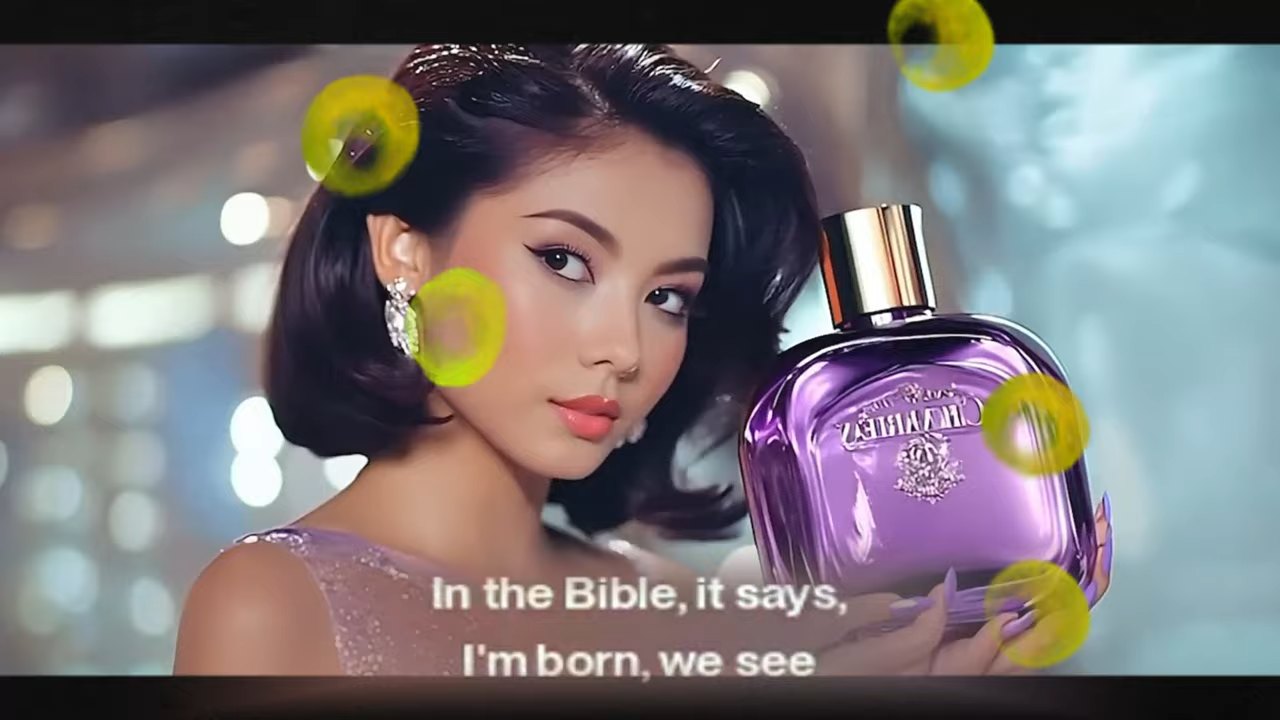 In the Bible, it says,
I'm born, we see